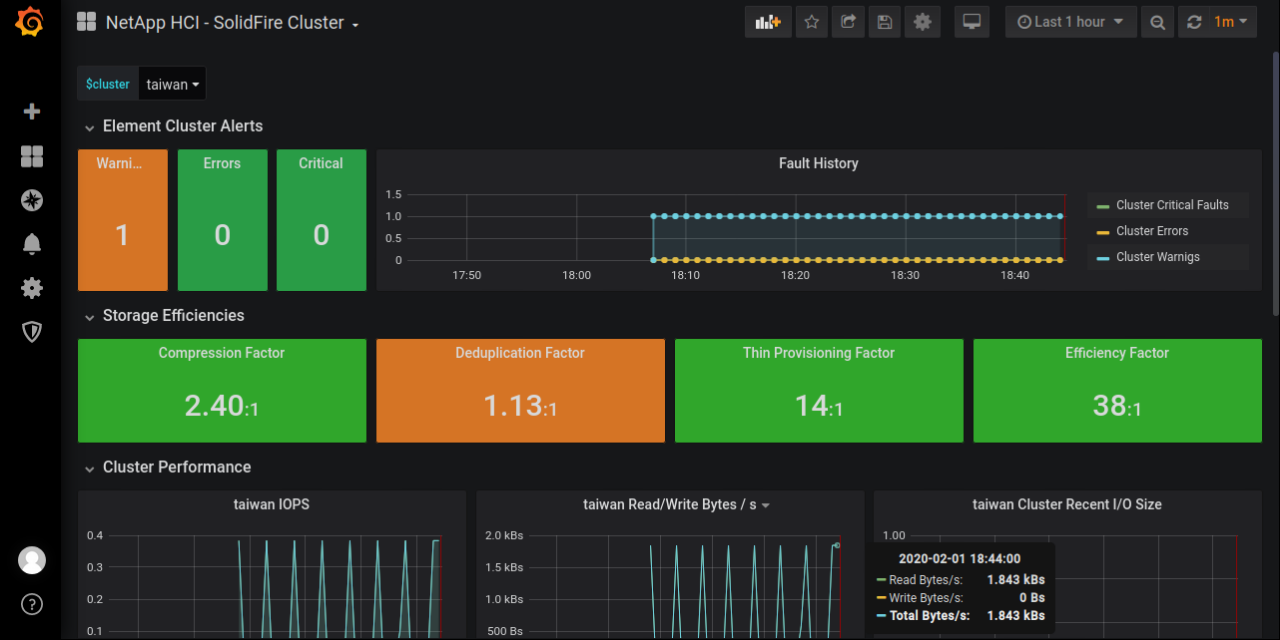 NetApp HCI - SolidFire Cluster
Last 1 hour
1m
$cluster
taiwan
Element Cluster Alerts
Warni...
1
Errors
0
Critical
0
Fault History
1.5
1.0
0.5
0
17:50
18:00
18:10
18:20
18:30
18:40
Cluster Critical Faults
Cluster Errors
Cluster Warnigs
Storage Efficiencies
Compression Factor
2.40:1
Deduplication Factor
1.13:1
Thin Provisioning Factor
14:1
Efficiency Factor
38:1
Cluster Performance
taiwan IOPS
0.4
0.3
0.2
0.1
taiwan Read/Write Bytes / s
2.0 kBs
1.5 kBs
1.0 kBs
500 Bs
taiwan Cluster Recent I/O Size
1.00
2020-02-01 18:44:00
Read Bytes/s: 1.843 kBs
Write Bytes/s: 0 Bs
Total Bytes/s: 1.843 kBs